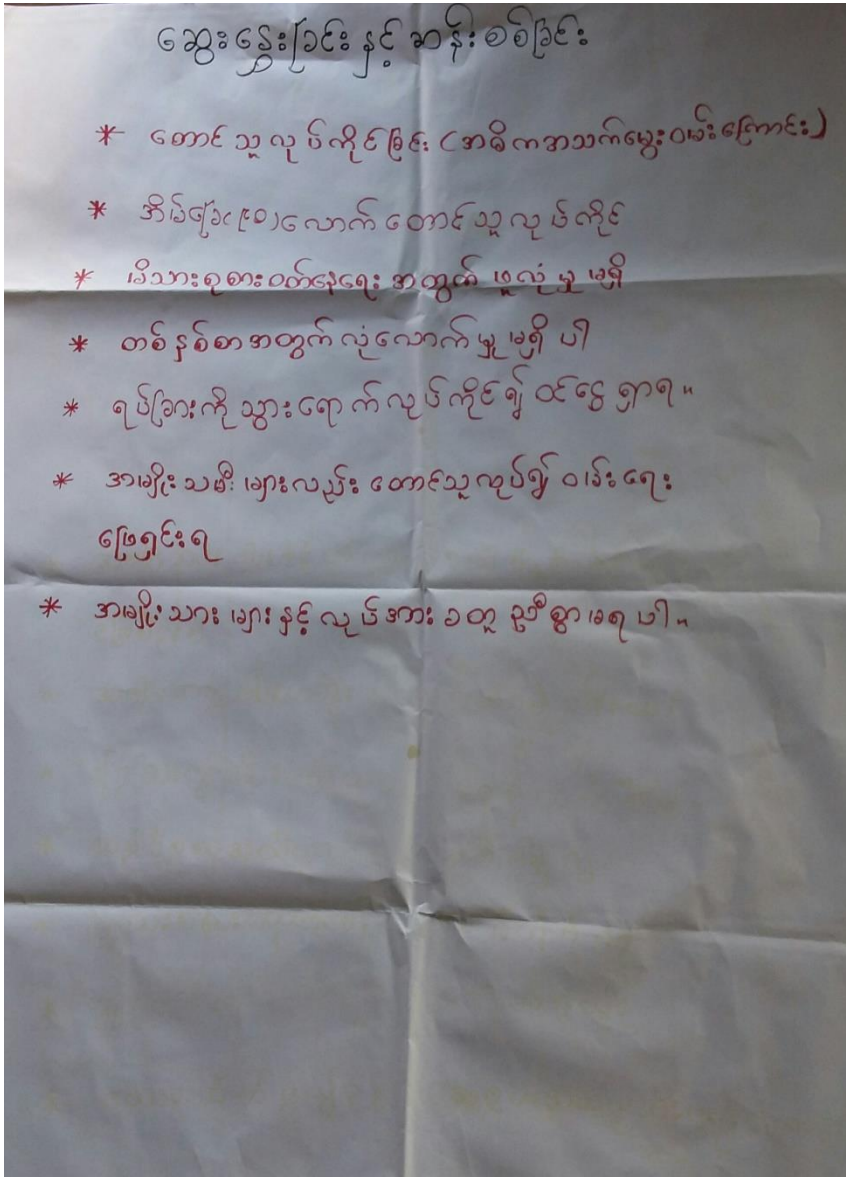 ဆွေးနွေးခြင်း နှင့် ဆန်းစစ်ခြင်း
* တောင်သူလုပ်ကိုင်ခြင်း (အဓိကအသက်မွေးဝမ်းကြောင်း)
* အိမ်ခြေ(၉၀)လောက် တောင်သူလုပ်ကိုင်
* မိသားစုစားဝတ်နေရေး အတွက် ဖူလုံမှု မရှိ
* တစ်နှစ်စာအတွက် လုံလောက်မှု မရှိပါ
* ရပ်ခြားကို သွားရောက်လုပ်ကိုင်၍ ဝင်ငွေရှာရ။
* အမျိုးသမီးများလည်း တောင်သူလုပ်၍ ဝမ်းရေး
ဖြေရှင်းရ
* အမျိုးသားများနှင့် လုပ်အားခတူညီစွာမရပါ။